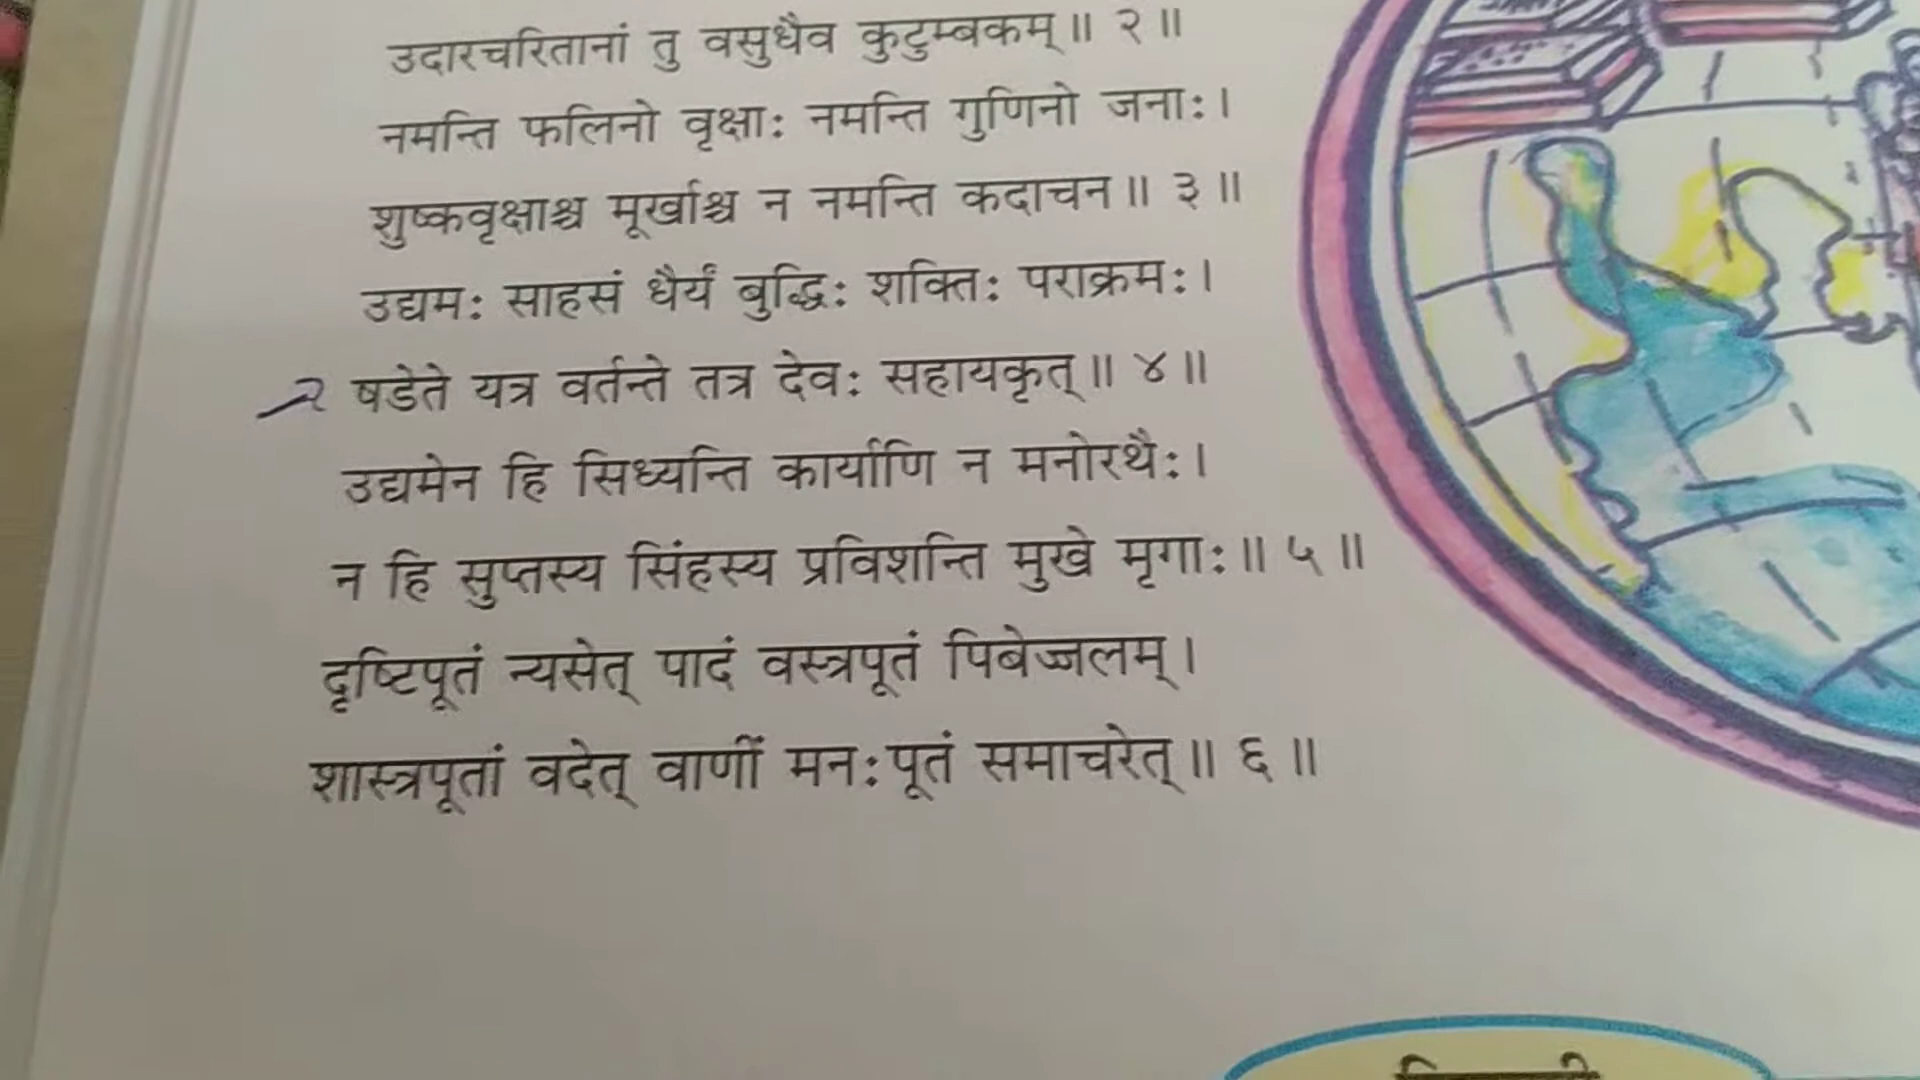 उदारचरितानां तु वसुधैव कुटुम्बकम् ॥ २ ॥
नमन्ति फलिनो वृक्षाः नमन्ति गुणिनो जनाः ।
शुष्कवृक्षाश्च मूर्खाश्च न नमन्ति कदाचन ॥ ३ ॥
उद्यमः साहसं धैर्यं बुद्धिः शक्तिः पराक्रमः ।
षडेते यत्र वर्तन्ते तत्र देवः सहायकृत् ॥ ४ ॥
उद्यमेन हि सिध्यन्ति कार्याणि न मनोरथैः ।
न हि सुप्तस्य सिंहस्य प्रविशन्ति मुखे मृगाः ॥ ५ ॥
दृष्टिपूतं न्यसेत् पादं वस्त्रपूतं पिबेज्जलम् ।
शास्त्रपूतां वदेत् वाणीं मनःपूतं समाचरेत् ॥ ६ ॥